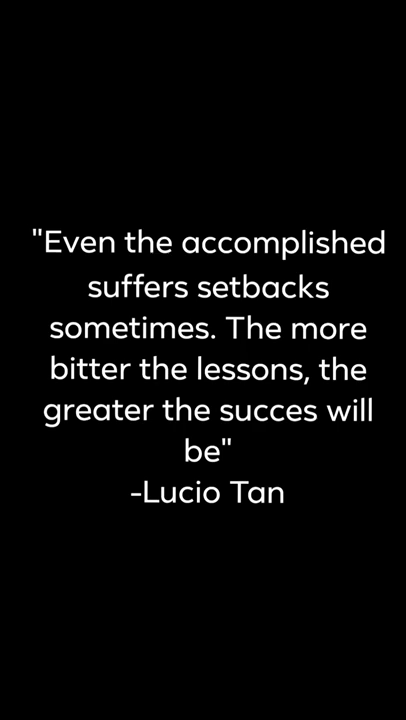 "Even the accomplished
suffers setbacks
sometimes. The more
bitter the lessons, the
greater the succes will
be"
-Lucio Tan